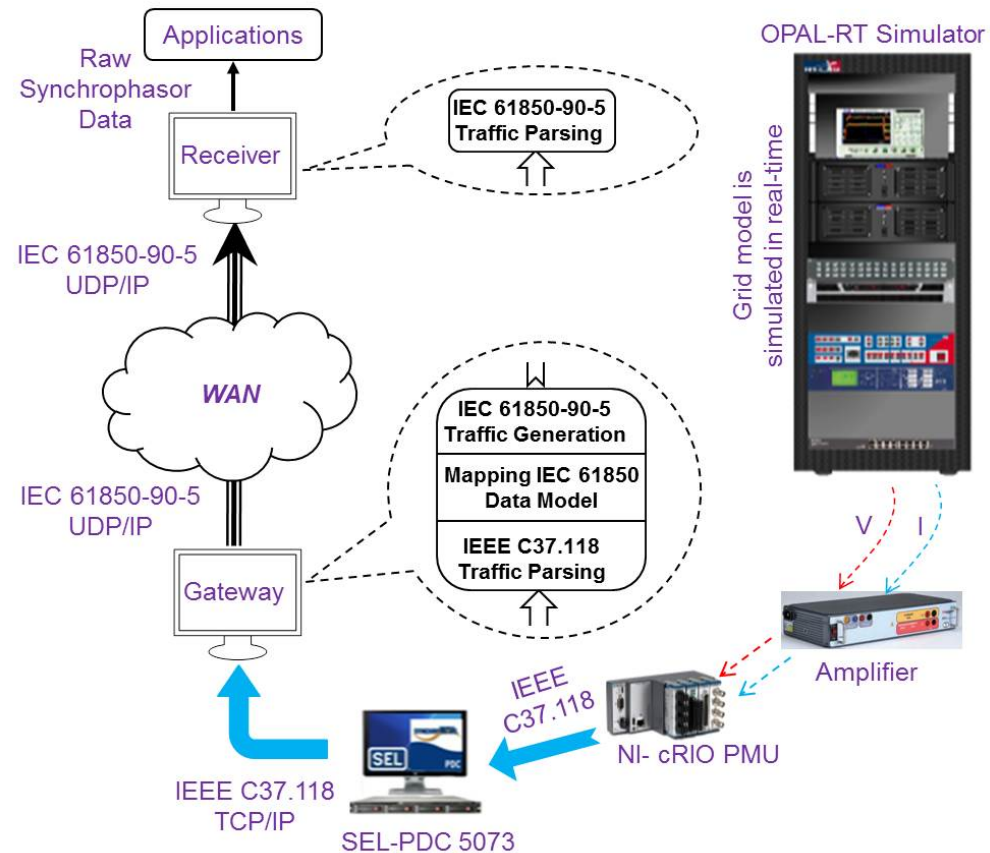 Applications
Raw
Synchrophasor
Data
Receiver
IEC 61850-90-5
Traffic Parsing
IEC 61850-90-5
UDP/IP
WAN
IEC 61850-90-5
UDP/IP
Gateway
IEC 61850-90-5
Traffic Generation
Mapping IEC 61850
Data Model
IEEE C37.118
Traffic Parsing
IEEE C37.118
TCP/IP
SEL
PDC
SEL-PDC 5073
IEEE
C37.118
NI- cRIO PMU
Amplifier
V
I
OPAL-RT Simulator
Grid model is
simulated in real-time